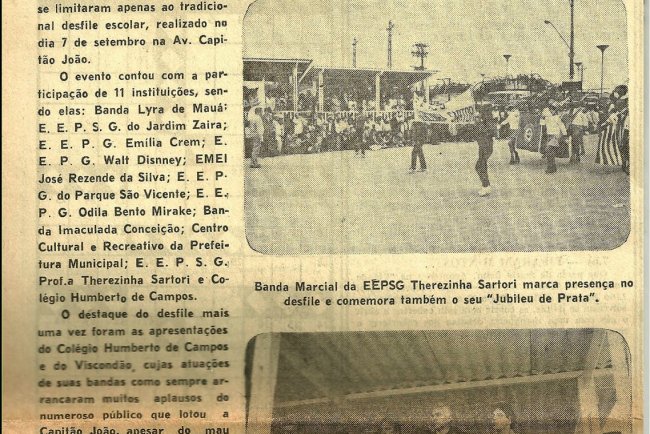 se limitaram apenas ao tradicio-
nal desfile escolar, realizado no
dia 7 de setembro na Av. Capi-
tão João.
O evento contou com a par-
ticipação de 11 instituições, sen-
do elas: Banda Lyra de Mauá;
E. E. P. S. G. do Jardim Zaira;
E. E. P. G. Emília Crem; E.
E. P. G. Walt Disnney; EMEI
José Rezende da Silva; E. E. P.
G. do Parque São Vicente; E. E.
P. G. Odila Bento Mirake; Ban-
da Imaculada Conceição; Centro
Cultural e Recreativo da Prefei-
tura Municipal; E. E. P. S. G.
Prof.a Therezinha Sartori e Co-
légio Humberto de Campos.
O destaque do desfile mais
uma vez foram as apresentações
do Colégio Humberto de Campos
e do Viscondão, cujas atuações
de suas bandas como sempre ar-
rancaram muitos aplausos do
numeroso público que lotou a
Capitão João, apesar do mau
SARTORI
Banda Marcial da EEPSG Therezinha Sartori marca presença no
desfile e comemora também o seu "Jubileu de Prata".